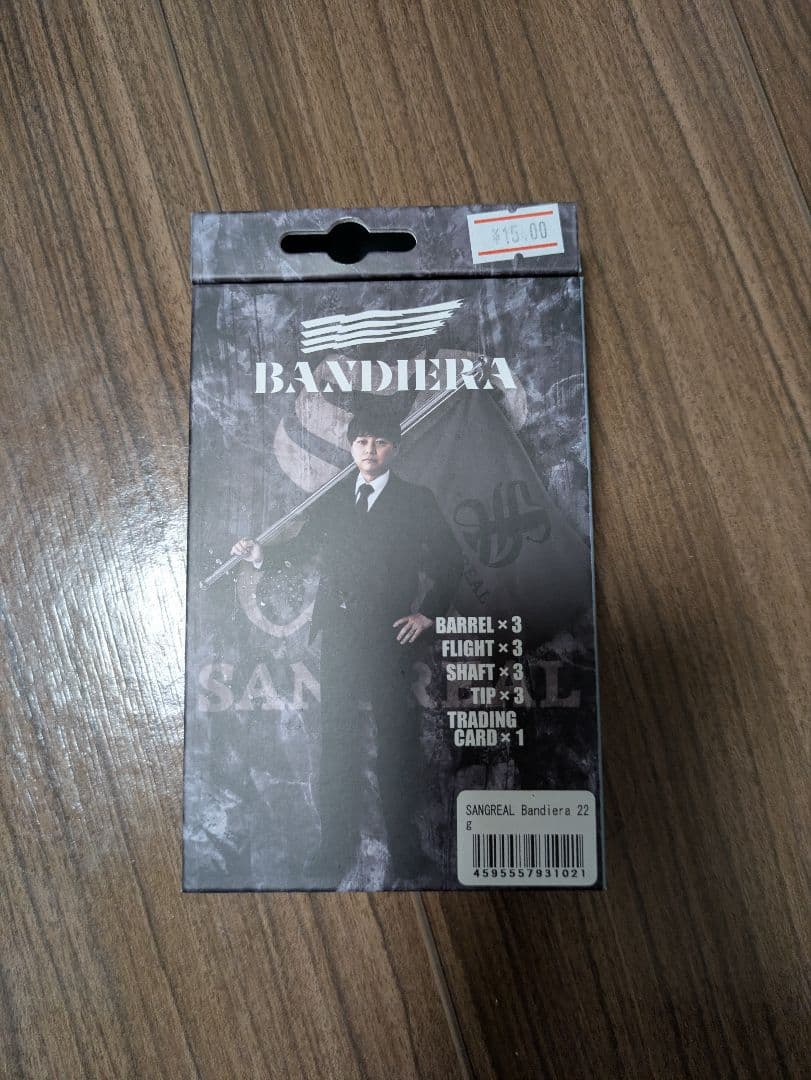 ¥15,00
BANDIERA
SANGREAL
BARREL × 3
FLIGHT × 3
SHAFT × 3
TIP × 3
TRADING
CARD × 1
SANGREAL Bandiera 22
g
4595557931021